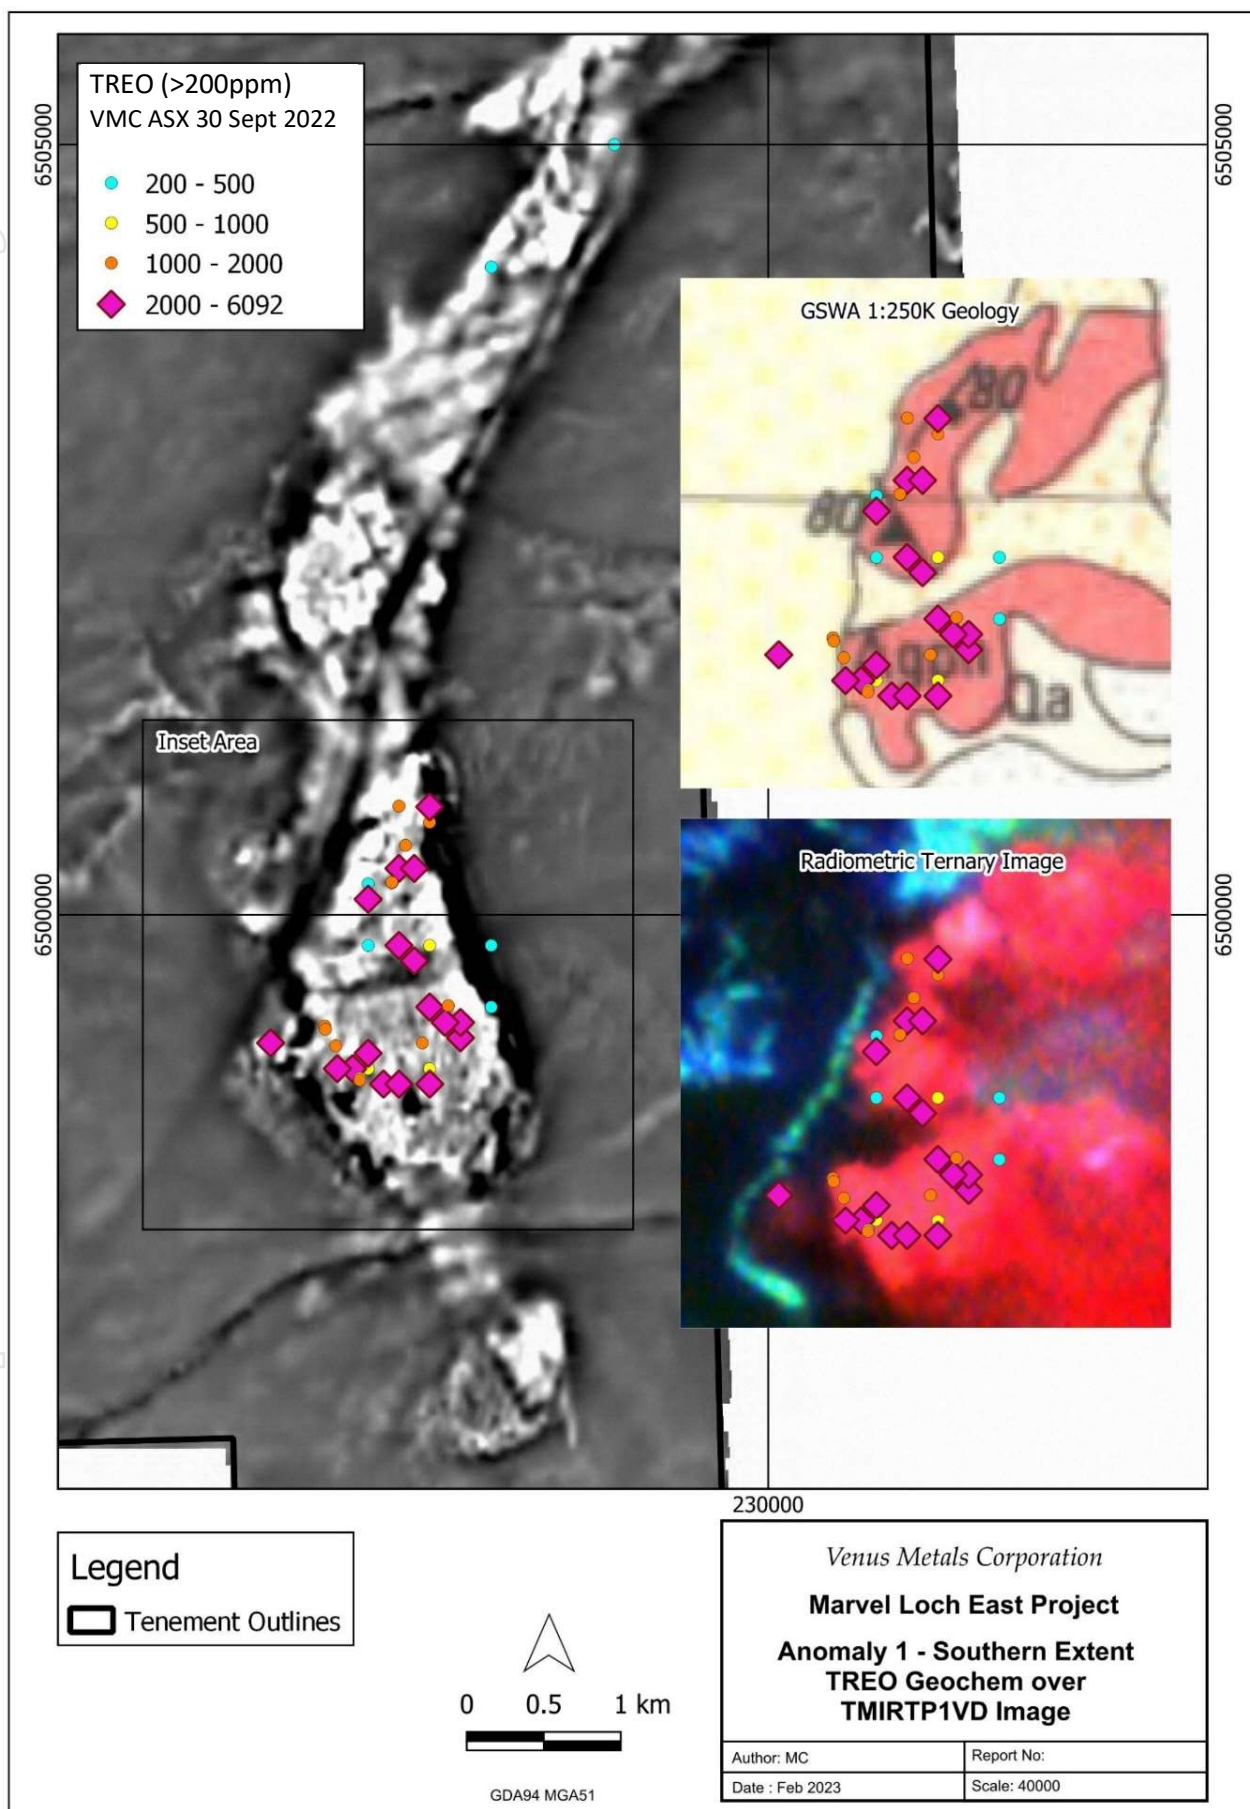 TREO (>200ppm)
VMC ASX 30 Sept 2022
200 - 500
500 - 1000
1000 - 2000
2000 - 6092
6505000
6505000
GSWA 1:250K Geology
80
80
Agpm
Qa
Inset Area
Radiometric Ternary Image
6500000
6500000
230000
Legend
Tenement Outlines
0 0.5 1 km
GDA94 MGA51
Venus Metals Corporation
Marvel Loch East Project
Anomaly 1 - Southern Extent
TREO Geochem over
TMIRTP1VD Image
Author: MC
Report No:
Date : Feb 2023
Scale: 40000